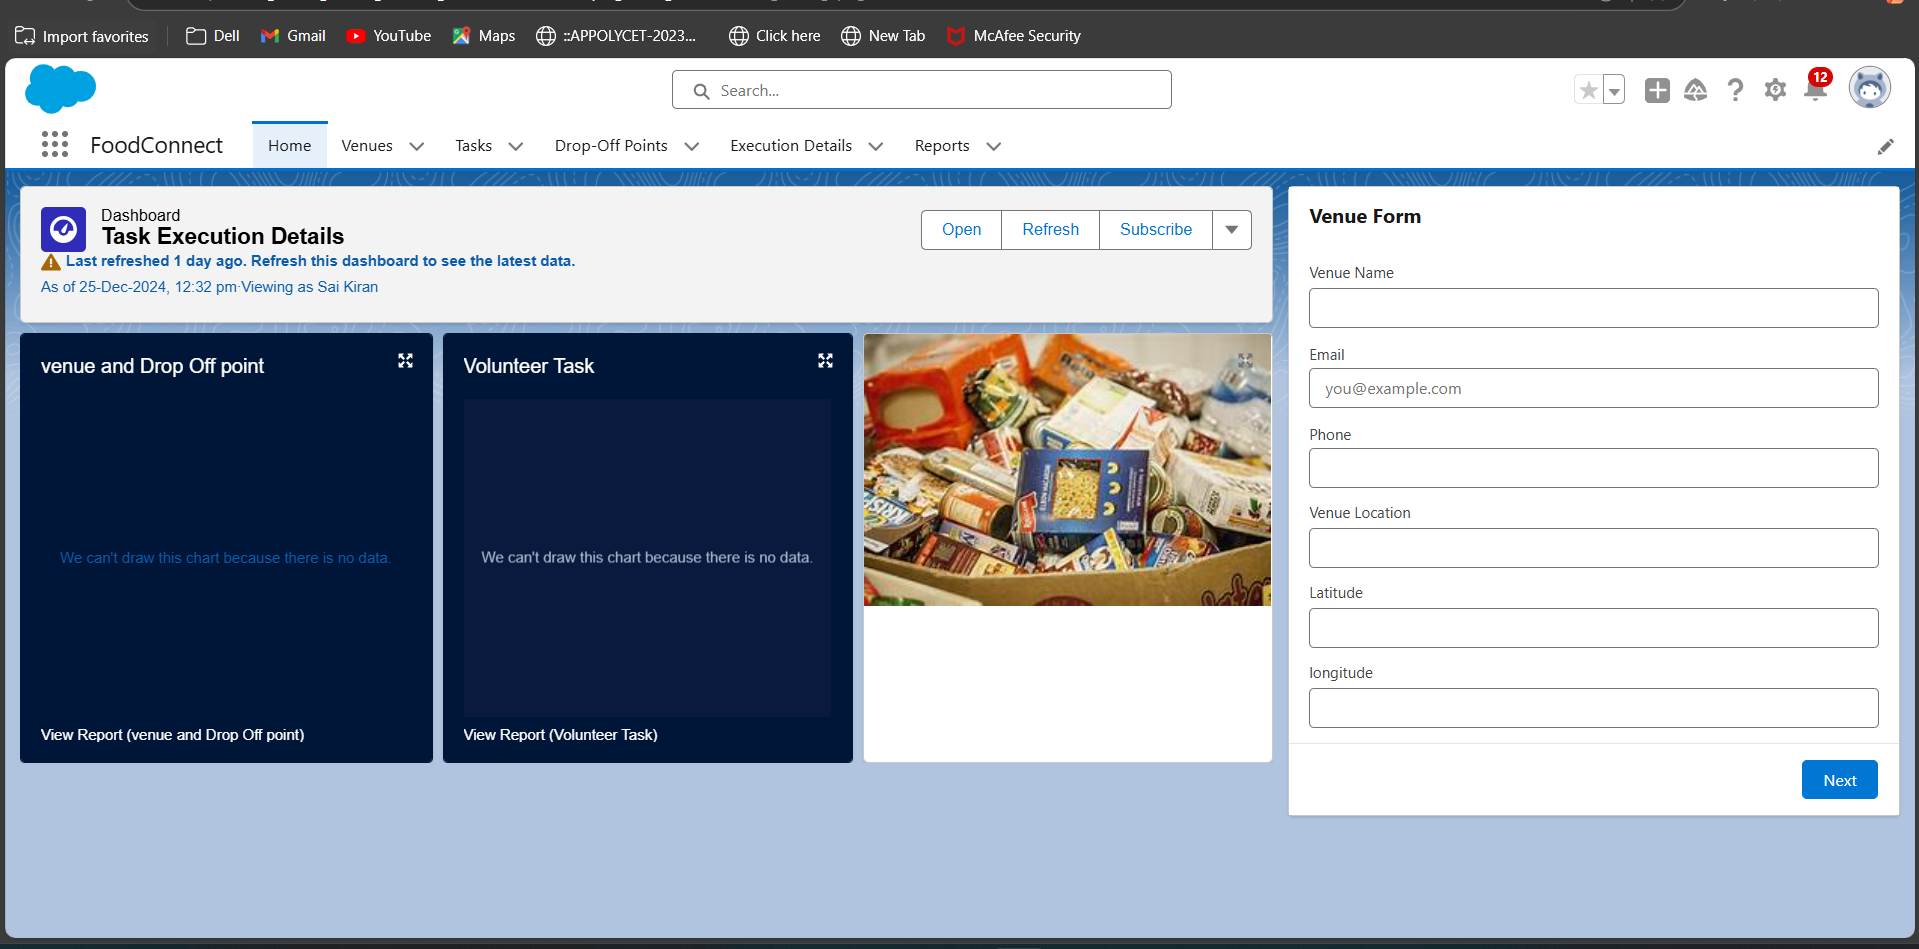 Import favorites
Dell
Gmail
YouTube
Maps
::APPOLYCET-2023...
Click here
New Tab
McAfee Security
Search...
12
FoodConnect
Home
Venues
Tasks
Drop-Off Points
Execution Details
Reports
Dashboard
Task Execution Details
Last refreshed 1 day ago. Refresh this dashboard to see the latest data.
As of 25-Dec-2024, 12:32 pm·Viewing as Sai Kiran
Open
Refresh
Subscribe
venue and Drop Off point
We can't draw this chart because there is no data.
View Report (venue and Drop Off point)
Volunteer Task
We can't draw this chart because there is no data.
View Report (Volunteer Task)
Venue Form
Venue Name
Email
you@example.com
Phone
Venue Location
Latitude
longitude
Next